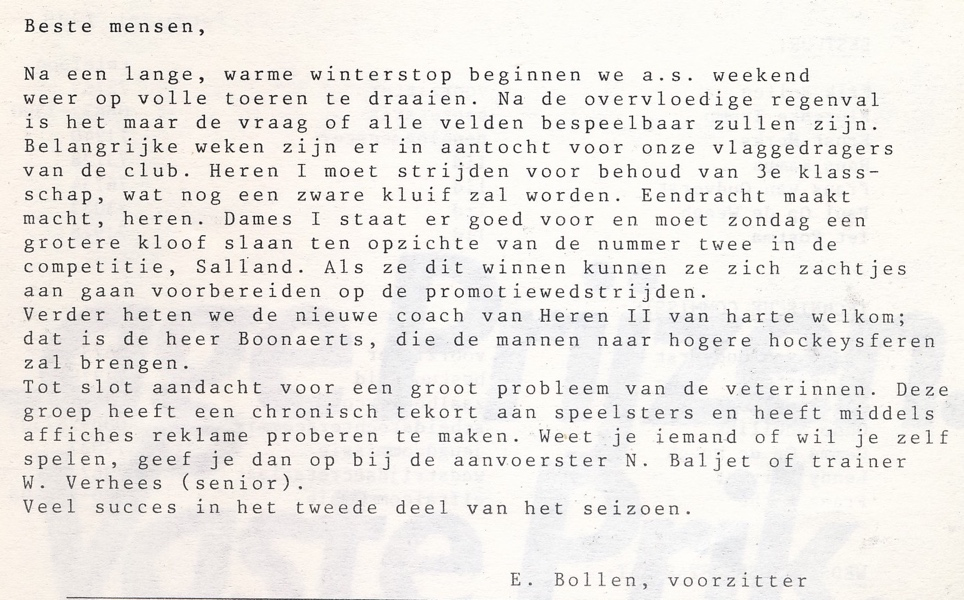 Beste mensen,
Na een lange, warme winterstop beginnen we a.s. weekend
weer op volle toeren te draaien. Na de overvloedige regenval
is het maar de vraag of alle velden bespeelbaar zullen zijn.
Belangrijke weken zijn er in aantocht voor onze vlaggedragers
van de club. Heren I moet strijden voor behoud van 3e klass-
schap, wat nog een zware kluif zal worden. Eendracht maakt
macht, heren. Dames I staat er goed voor en moet zondag een
grotere kloof slaan ten opzichte van de nummer twee in de
competitie, Salland. Als ze dit winnen kunnen ze zich zachtjes
aan gaan voorbereiden op de promotiewedstrijden.
Verder heten we de nieuwe coach van Heren II van harte welkom;
dat is de heer Boonaerts, die de mannen naar hogere hockeysferen
zal brengen.
Tot slot aandacht voor een groot probleem van de veterinnen. Deze
groep heeft een chronisch tekort aan speelsters en heeft middels
affiches reklame proberen te maken. Weet je iemand of wil je zelf
spelen, geef je dan op bij de aanvoerster N. Baljet of trainer
W. Verhees (senior).
Veel succes in het tweede deel van het seizoen.
E. Bollen, voorzitter